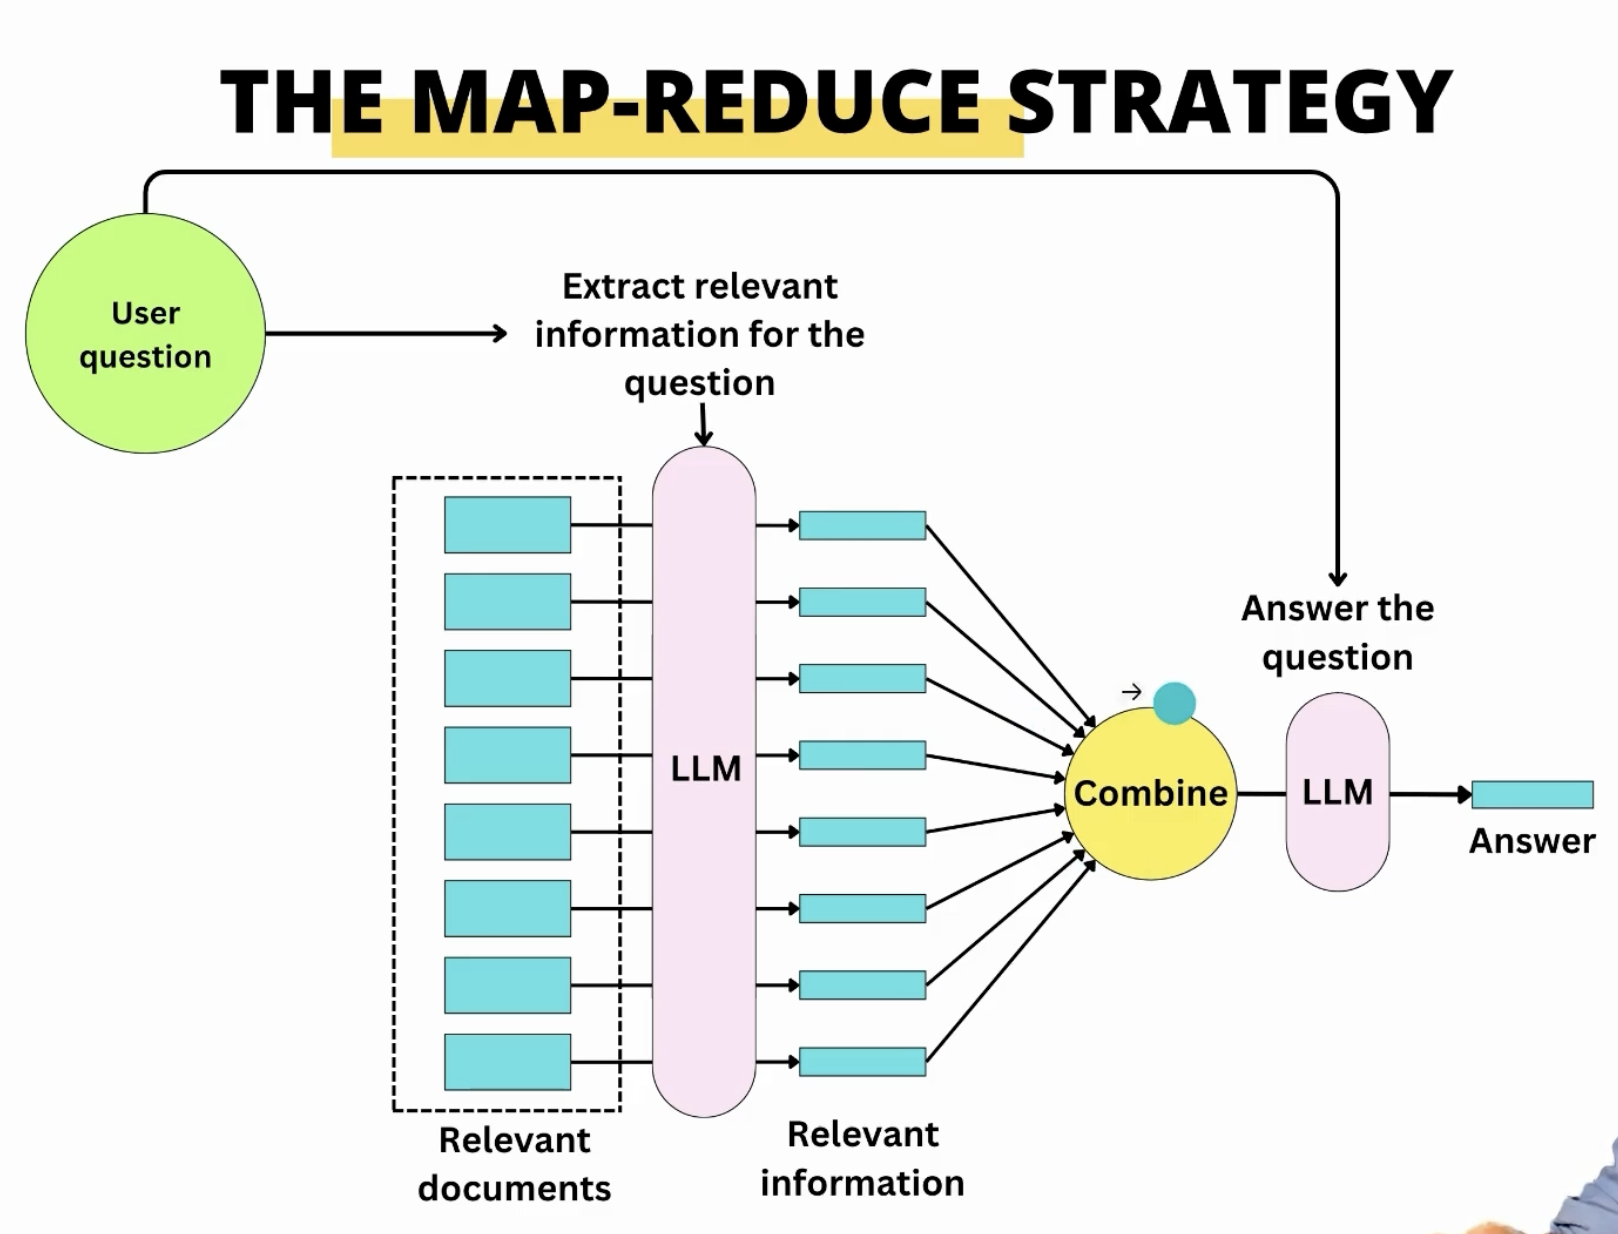 THE MAP-REDUCE STRATEGY
User
question
Extract relevant
information for the
question
LLM
Relevant
documents
Relevant
information
→
Combine
Answer the
question
LLM
Answer